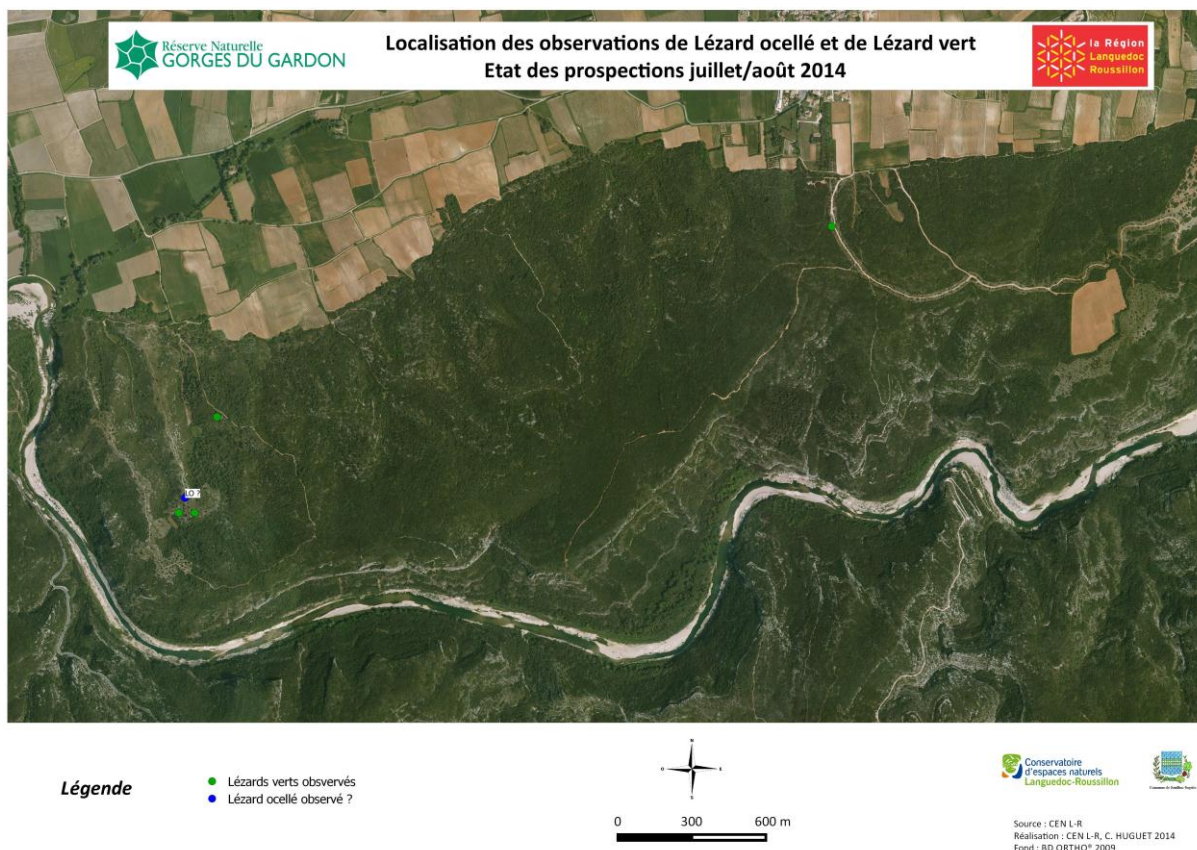 Réserve Naturelle
GORGES DU GARDON
Localisation des observations de Lézard ocellé et de Lézard vert
Etat des prospections juillet/août 2014
la Région
Languedoc
Roussillon
LO ?
Légende
Lézards verts obsvervés
Lézard ocellé observé ?
N
O
E
S
0 300 600 m
Conservatoire
d'espaces naturels
Languedoc-Roussillon
Source : CEN L-R
Réalisation : CEN L-R, C. HUGUET 2014
Fond : BD ORTHO® 2009